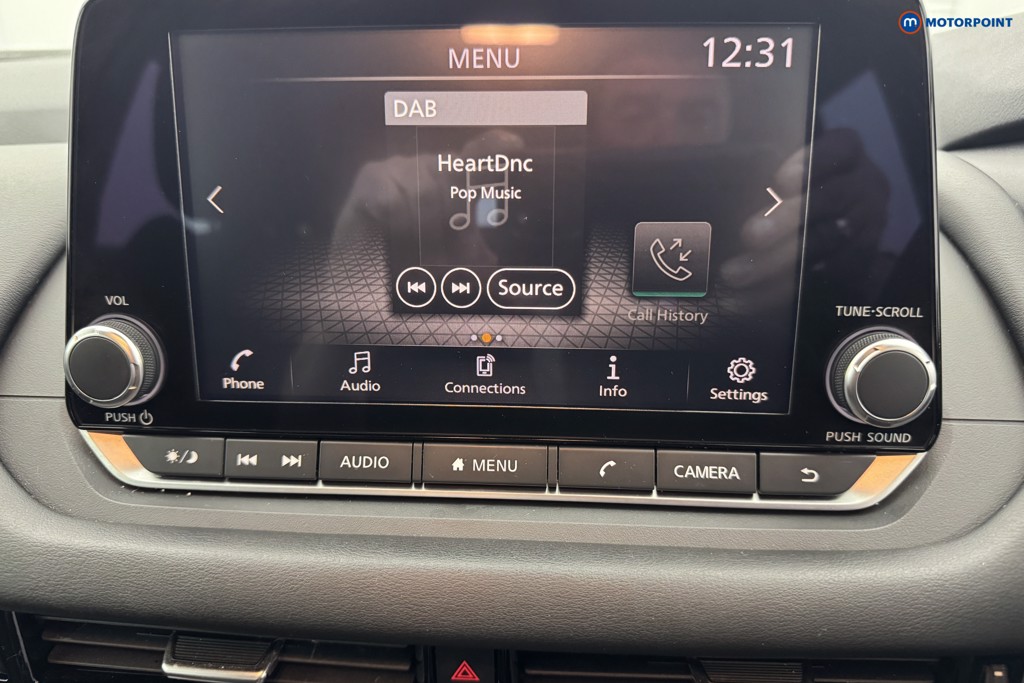 MOTORPOINT
MENU
12:31
DAB
HeartDnc
Pop Music
Source
Call History
VOL
TUNE·SCROLL
Phone
Audio
Connections
Info
Settings
PUSH
PUSH SOUND
AUDIO
MENU
CAMERA